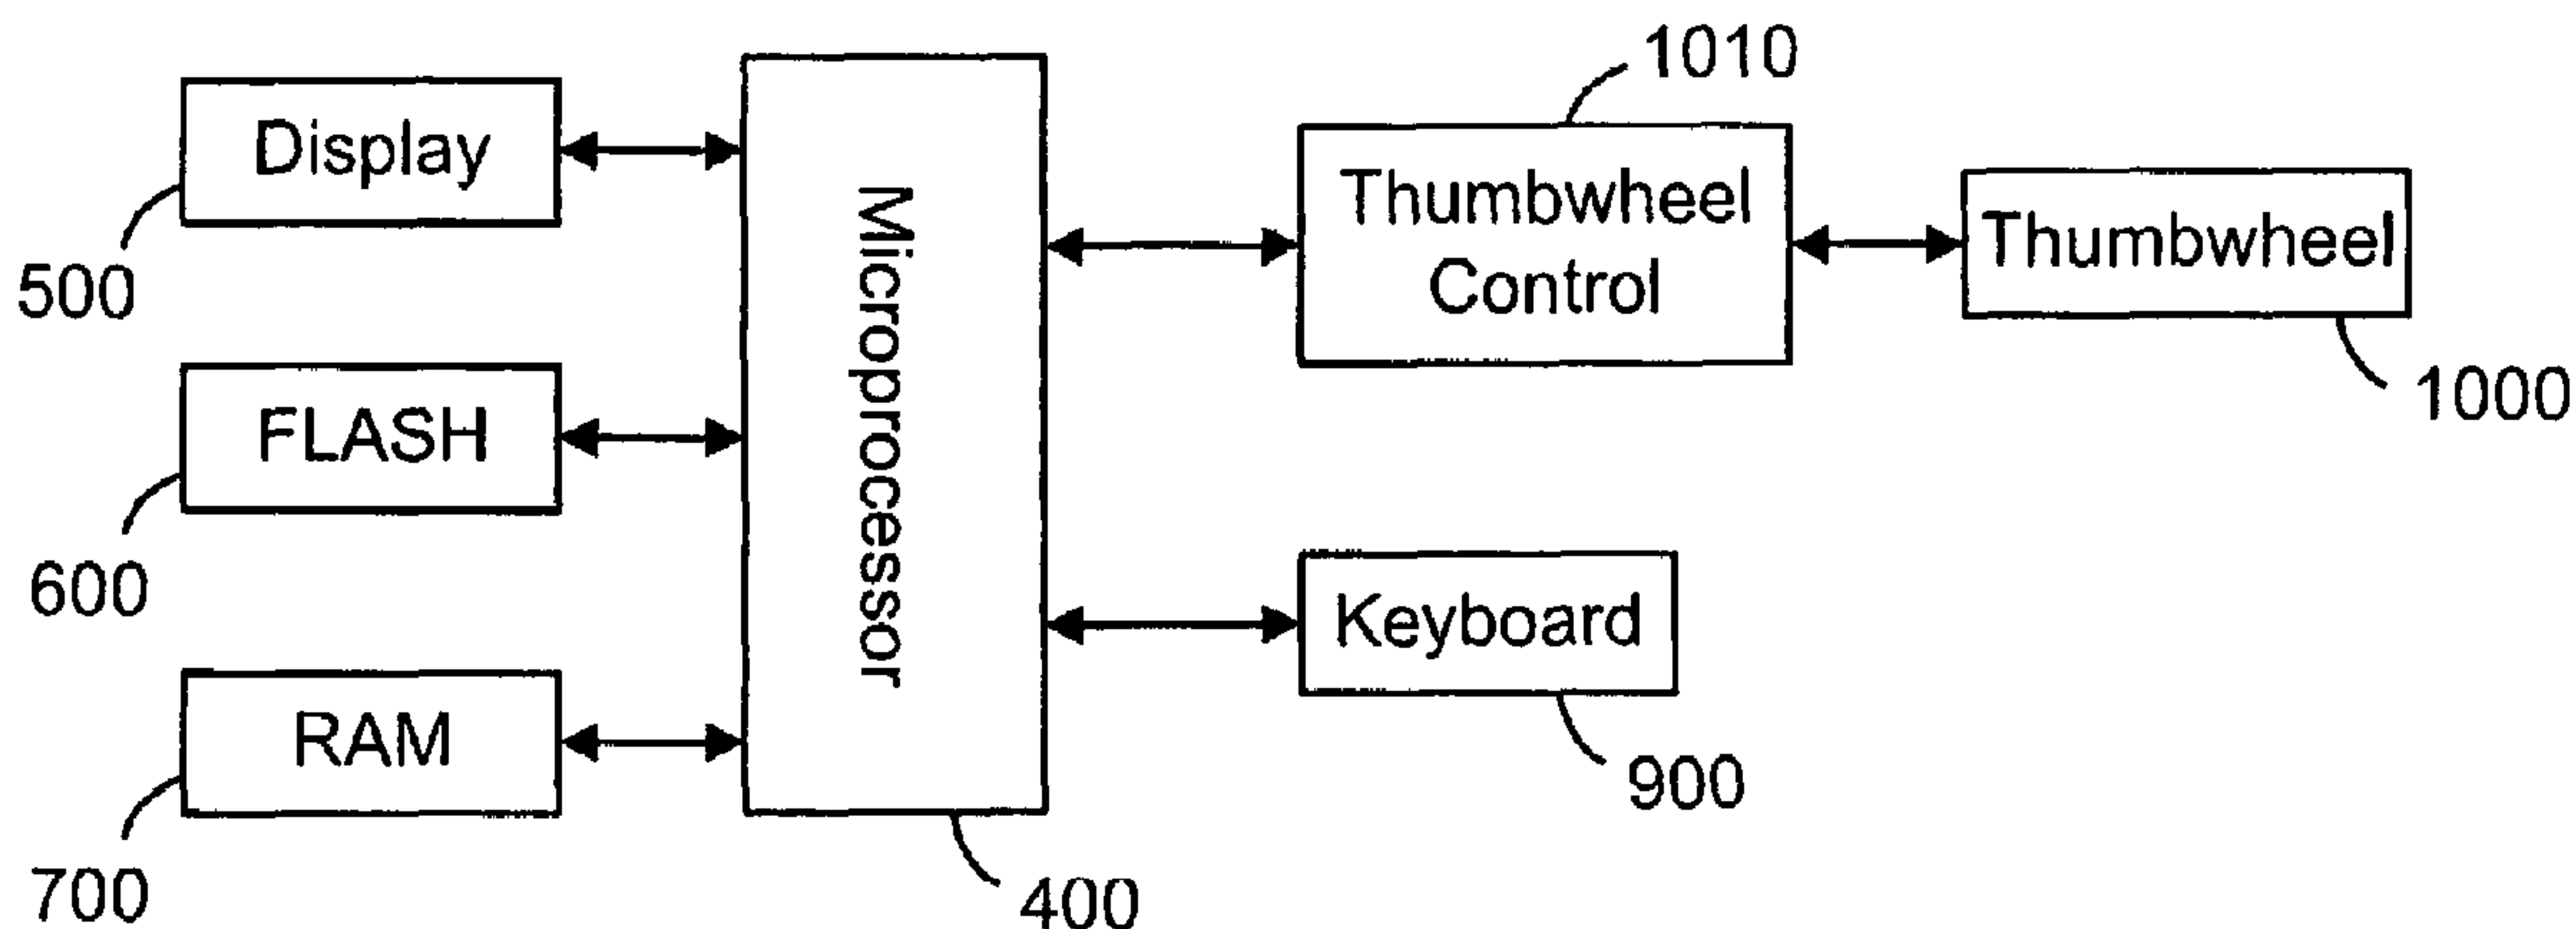 1010
Display
Thumbwheel
Control
Thumbwheel
500
Microprocessor
1000
FLASH
600
Keyboard
RAM
900
700
400